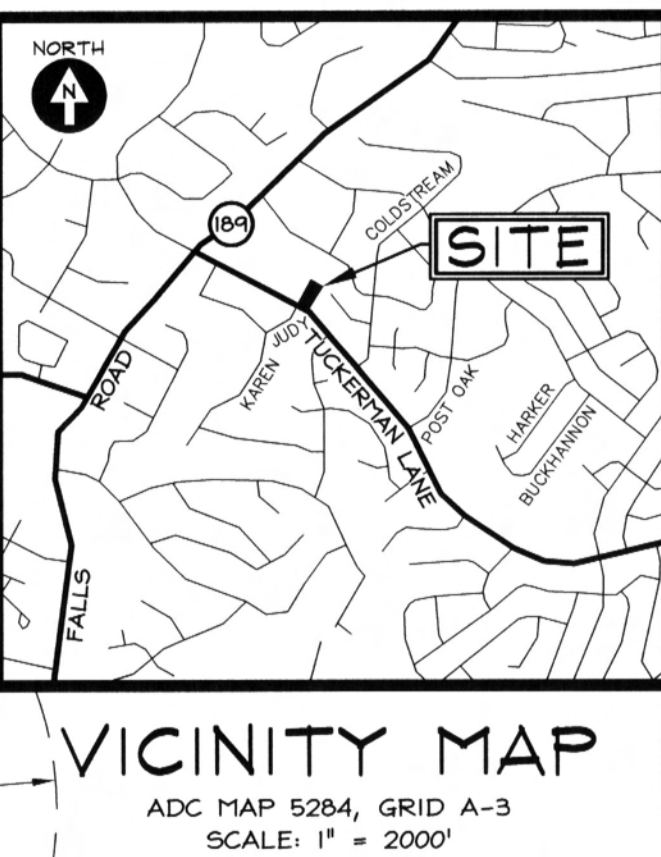 NORTH
N
189
COLDSTREAM
SITE
JUDY
KAREN
TUCKERMAN LANE
ROAD
POST OAK
HARKER
BUCKHANNON
FALLS
VICINITY MAP
ADC MAP 5284, GRID A-3
SCALE: 1" = 2000'